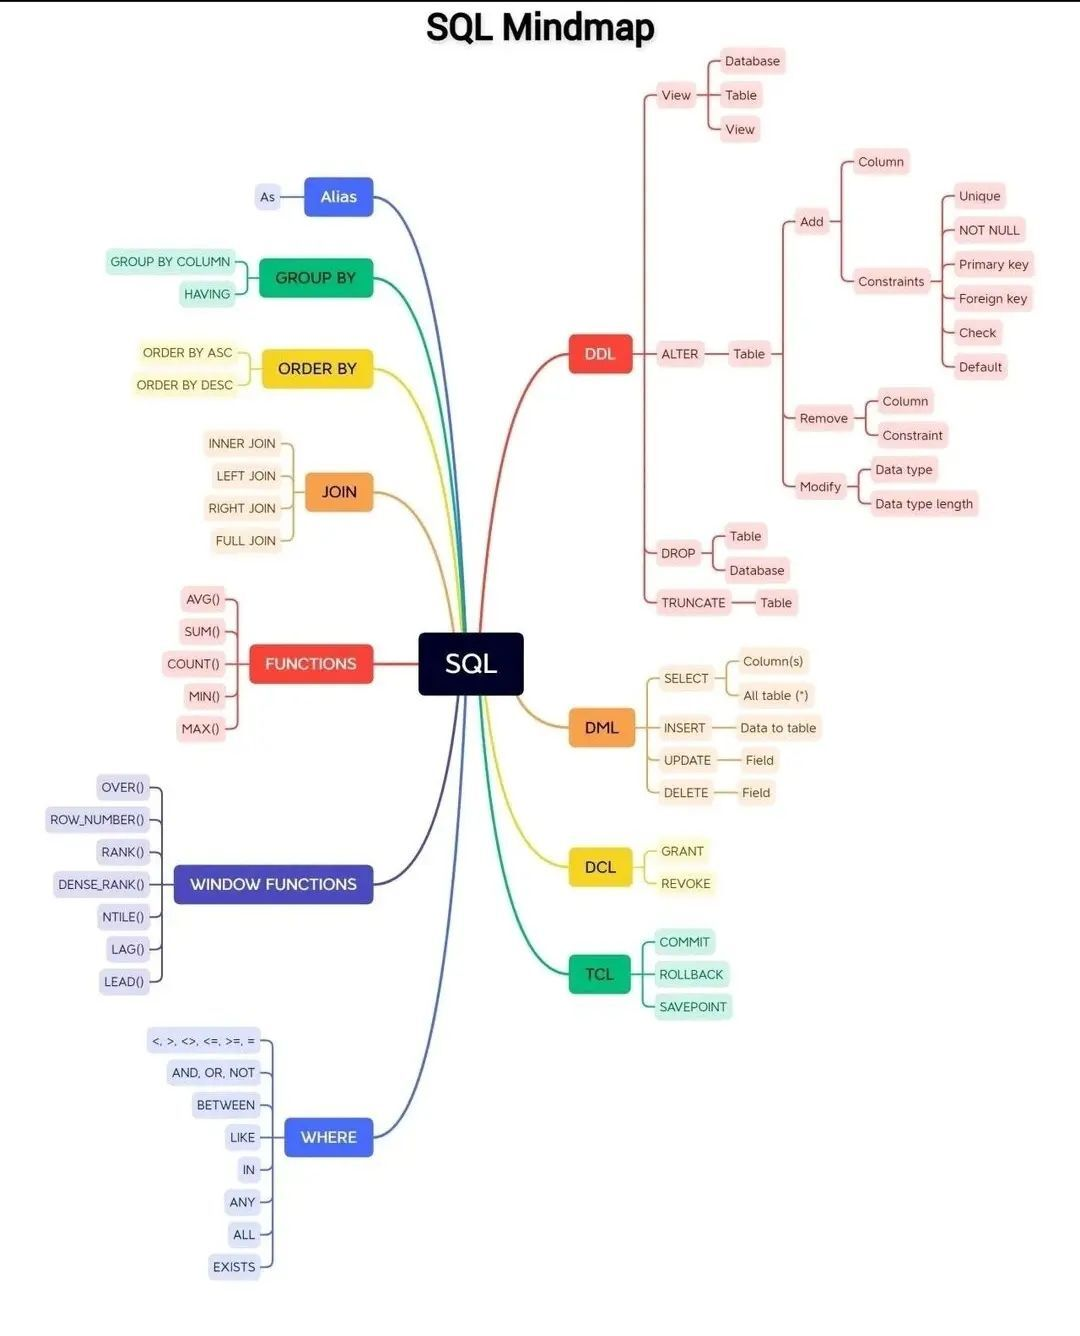 SQL Mindmap
As
Alias
GROUP BY COLUMN
HAVING
GROUP BY
ORDER BY ASC
ORDER BY DESC
ORDER BY
INNER JOIN
LEFT JOIN
RIGHT JOIN
FULL JOIN
JOIN
AVG()
SUM()
COUNT()
MIN()
MAX()
FUNCTIONS
OVER()
ROW_NUMBER()
RANK()
DENSE_RANK()
NTILE()
LAG()
LEAD()
WINDOW FUNCTIONS
<, >, <>, <=, >=, =
AND, OR, NOT
BETWEEN
LIKE
IN
ANY
ALL
EXISTS
WHERE
SQL
DDL
View
Database
Table
View
ALTER
Table
Add
Column
Constraints
Unique
NOT NULL
Primary key
Foreign key
Check
Default
Remove
Column
Constraint
Modify
Data type
Data type length
DROP
Table
Database
TRUNCATE
Table
DML
SELECT
Column(s)
All table (*)
INSERT
Data to table
UPDATE
Field
DELETE
Field
DCL
GRANT
REVOKE
TCL
COMMIT
ROLLBACK
SAVEPOINT